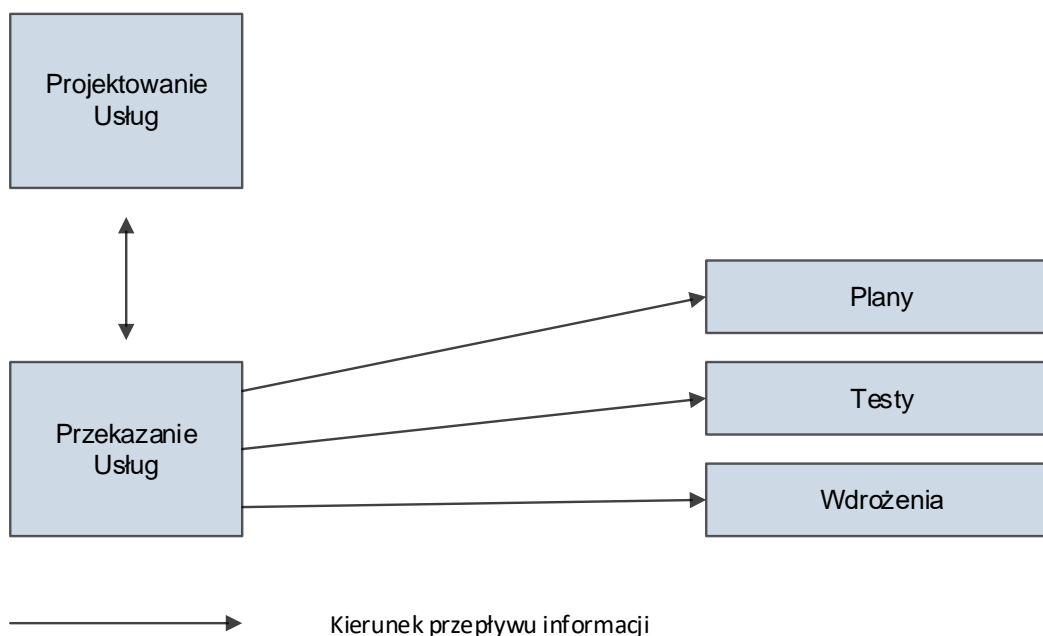 Projektowanie
Usług
Plany
Testy
Przekazanie
Usług
Wdrożenia
Kierunek przepływu informacji